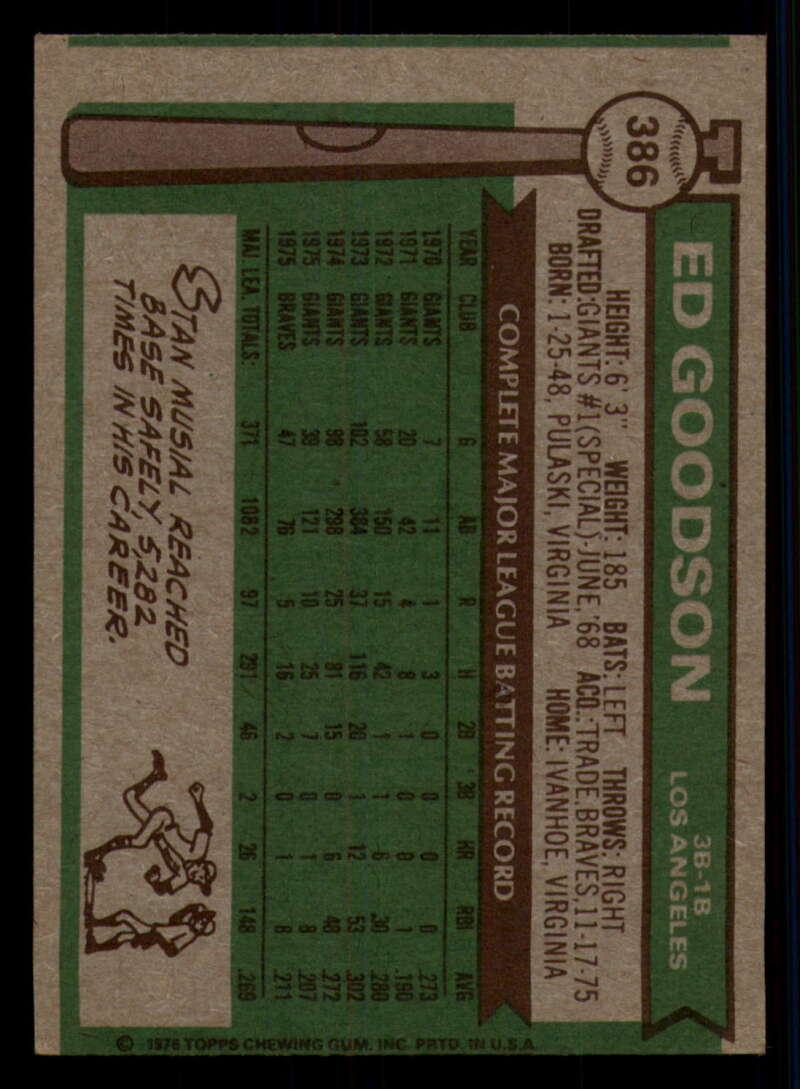 386
ED GOODSON
3B-1B
LOS ANGELES
HEIGHT: 6' 3" WEIGHT: 185 BATS: LEFT THROWS: RIGHT
DRAFTED: GIANTS #1 (SPECIAL)-JUNE, '68 ACQ.: TRADE, BRAVES, 11-17-75
BORN: 1-25-48, PULASKI, VIRGINIA HOME: IVANHOE, VIRGINIA
COMPLETE MAJOR LEAGUE BATTING RECORD
YEAR CLUB G AB R H 2B 3B HR RBI AVG
1970 GIANTS 7 11 1 3 0 0 0 0 .273
1971 GIANTS 20 42 4 8 1 0 0 1 .190
1972 GIANTS 58 150 15 42 1 1 6 30 .280
1973 GIANTS 102 384 37 116 20 1 12 53 .302
1974 GIANTS 98 298 25 81 15 0 6 48 .272
1975 GIANTS 39 121 10 25 7 0 1 8 .207
1975 BRAVES 47 76 5 16 2 0 1 8 .211
MAJ. LEA. TOTALS: 371 1082 97 291 46 2 26 148 .269
STAN MUSIAL REACHED
BASE SAFELY, 5,282
TIMES IN HIS CAREER.
© 1976 TOPPS CHEWING GUM, INC. PRTD. IN U.S.A.